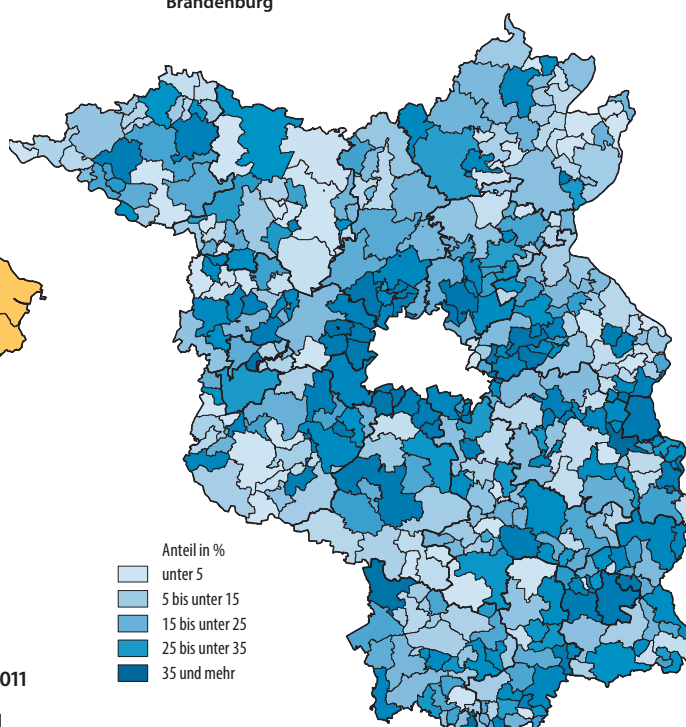 Brandenburg
Anteil in %
unter 5
5 bis unter 15
15 bis unter 25
25 bis unter 35
35 und mehr
011